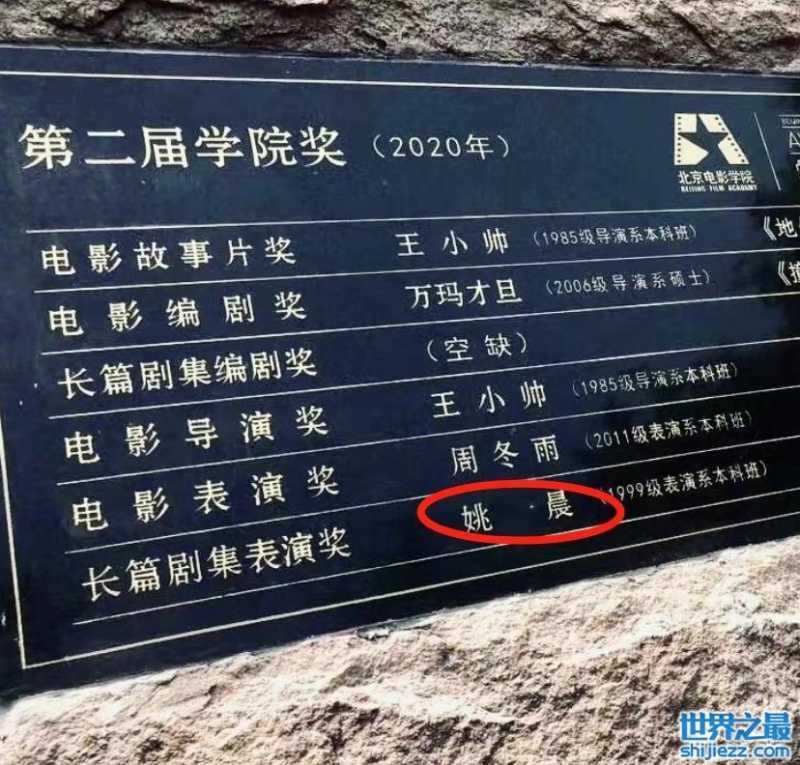 第二届学院奖（2020年）
北京电影学院
BEIJING FILM ACADEMY
电影故事片奖 王小帅（1985级导演系本科班）《地
电影编剧奖 万玛才旦（2006级导演系硕士）
长篇剧集编剧奖（空缺）
电影导演奖 王小帅（1985级导演系本科班）
电影表演奖 周冬雨（2011级表演系本科班）
长篇剧集表演奖 姚晨（1999级表演系本科班）
世界之最
shijiezz.com